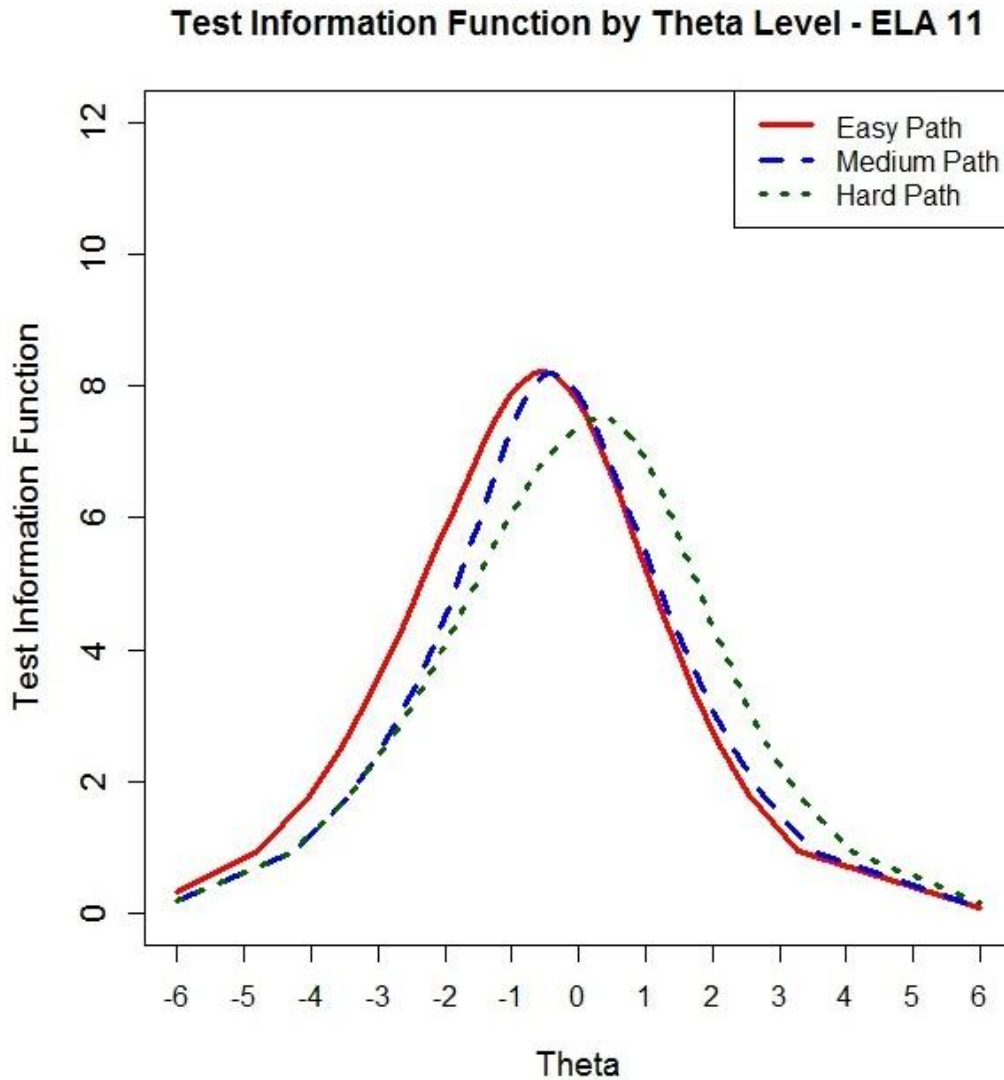 Test Information Function by Theta Level - ELA 11
Easy Path
Medium Path
Hard Path
Test Information Function
12
10
8
6
4
2
0
-6 -5 -4 -3 -2 -1 0 1 2 3 4 5 6
Theta